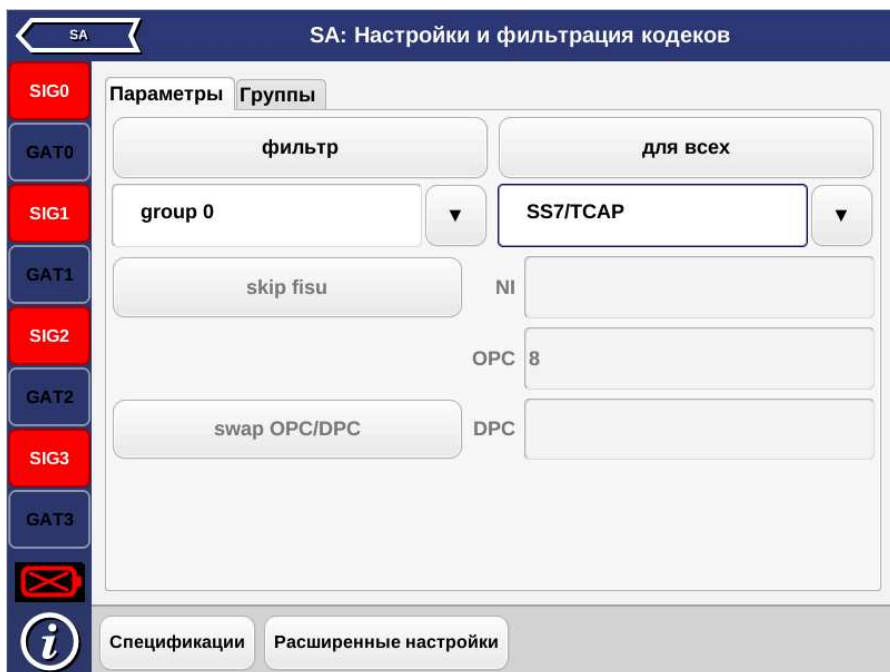 SA
SA: Настройки и фильтрация кодеков
SIG0
GAT0
SIG1
GAT1
SIG2
GAT2
SIG3
GAT3
Параметры Группы
фильтр для всех
group 0 SS7/TCAP
skip fisu NI
OPC 8
swap OPC/DPC DPC
i
Спецификации Расширенные настройки